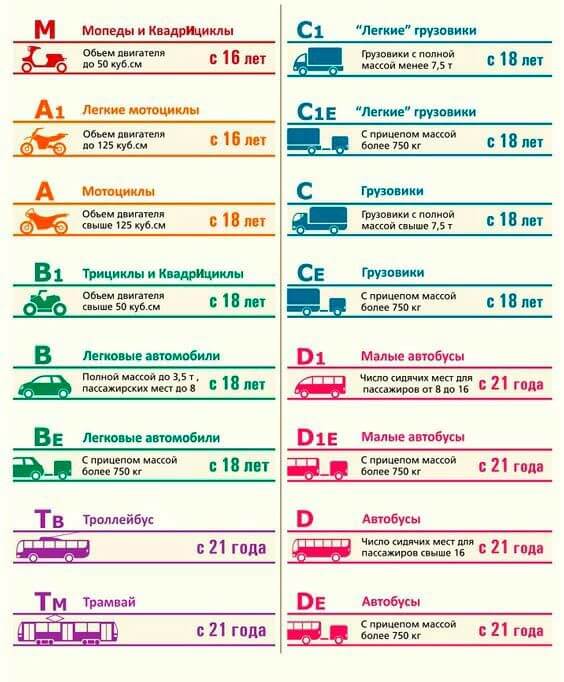 M Мопеды и Квадрициклы
Объем двигателя
до 50 куб.см
с 16 лет
A1 Легкие мотоциклы
Объем двигателя
до 125 куб.см
с 16 лет
A Мотоциклы
Объем двигателя
свыше 125 куб.см
с 18 лет
B1 Трициклы и Квадрициклы
Объем двигателя
свыше 50 куб.см
с 18 лет
B Легковые автомобили
Полной массой до 3,5 т ,
пассажирских мест до 8
с 18 лет
BE Легковые автомобили
С прицепом массой
более 750 кг
с 18 лет
Тв Троллейбус
с 21 года
Тм Трамвай
с 21 года
C1 "Легкие" грузовики
Грузовики с полной
массой менее 7,5 т
с 18 лет
C1E "Легкие" грузовики
С прицепом массой
более 750 кг
с 18 лет
C Грузовики
Грузовики с полной
массой свыше 7,5 т
с 18 лет
CE Грузовики
С прицепом массой
более 750 кг
с 18 лет
D1 Малые автобусы
Число сидячих мест для
пассажиров от 8 до 16
с 21 года
D1E Малые автобусы
С прицепом массой
более 750 кг
с 21 года
D Автобусы
Число сидячих мест для
пассажиров свыше 16
с 21 года
DE Автобусы
С прицепом массой
более 750 кг
с 21 года